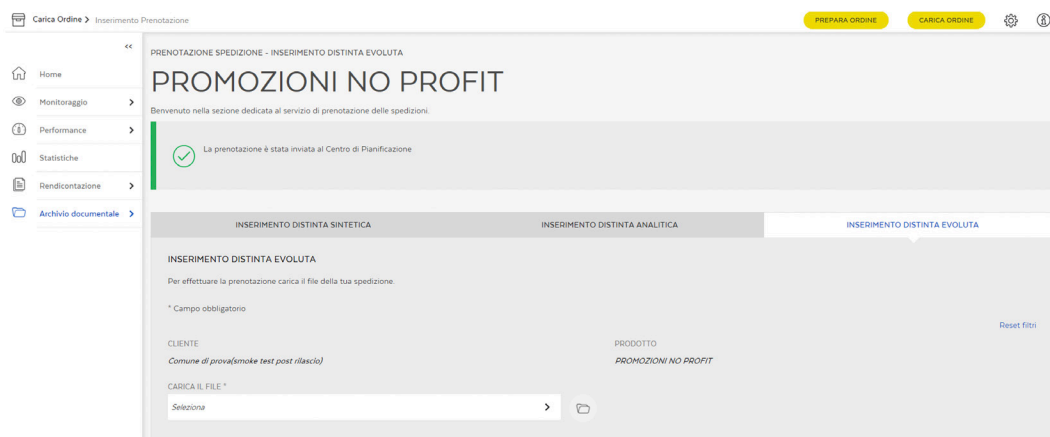 Carica Ordine > Inserimento Prenotazione
PREPARA ORDINE
CARICA ORDINE
<<
Home
Monitoraggio
Performance
Statistiche
Rendicontazione
Archivio documentale
PRENOTAZIONE SPEDIZIONE - INSERIMENTO DISTINTA EVOLUTA
PROMOZIONI NO PROFIT
Benvenuto nella sezione dedicata al servizio di prenotazione delle spedizioni.
La prenotazione è stata inviata al Centro di Pianificazione
INSERIMENTO DISTINTA SINTETICA
INSERIMENTO DISTINTA ANALITICA
INSERIMENTO DISTINTA EVOLUTA
INSERIMENTO DISTINTA EVOLUTA
Per effettuare la prenotazione carica il file della tua spedizione.
* Campo obbligatorio
Reset filtri
CLIENTE
Comune di prova(smoke test post rilascio)
PRODOTTO
PROMOZIONI NO PROFIT
CARICA IL FILE *
Seleziona